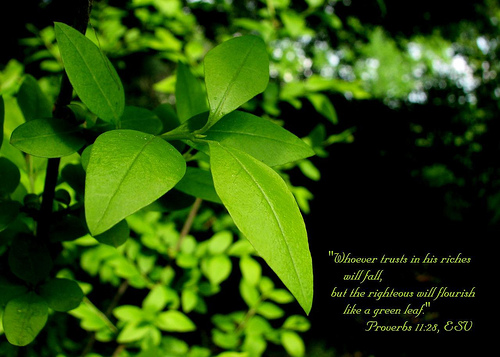 "Whoever trusts in his riches
will fall,
but the righteous will flourish
like a green leaf."
Proverbs 11:28, ESV